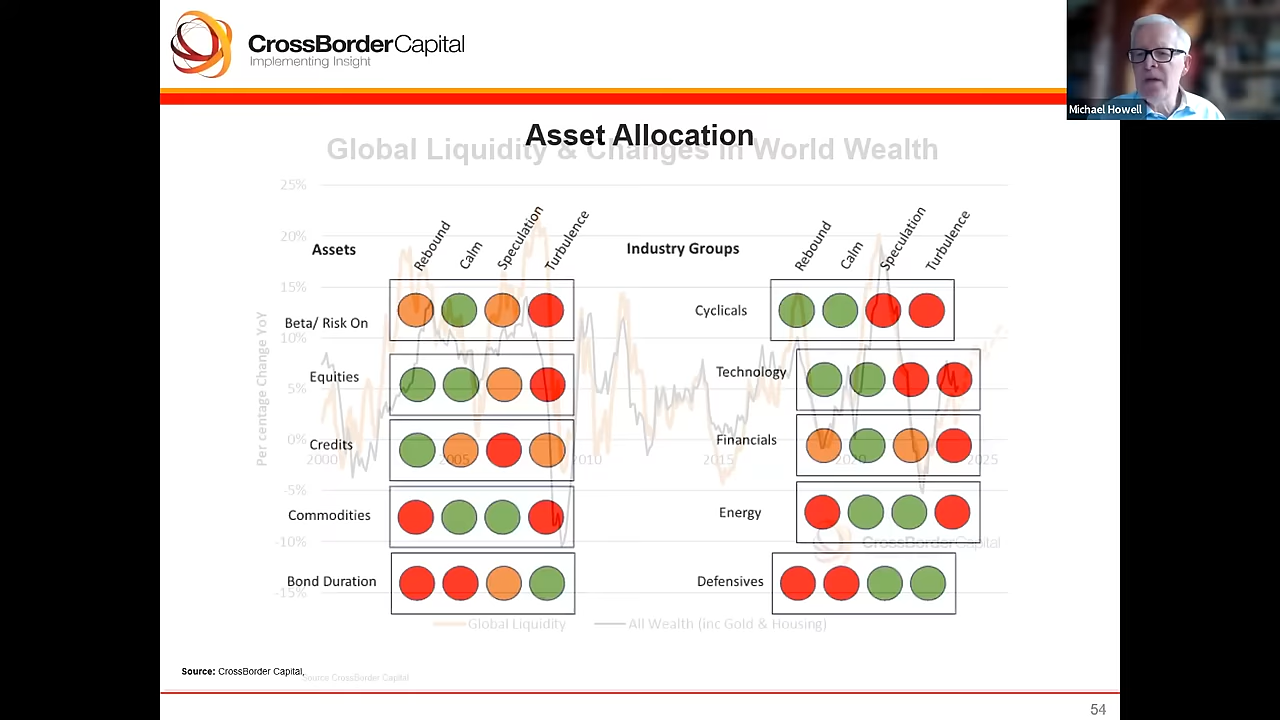 CrossBorderCapital
Implementing Insight
Michael Howell
Asset Allocation
Global Liquidity & Changes in World Wealth
25%
20%
15%
10%
5%
0%
-5%
-10%
-15%
Per centage Change YoY
Assets
Rebound
Calm
Speculation
Turbulence
Beta/ Risk On
Equities
Credits
Commodities
Bond Duration
Industry Groups
Rebound
Calm
Speculation
Turbulence
Cyclicals
Technology
Financials
Energy
Defensives
2000
2005
2010
2015
2020
2025
CrossBorderCapital
Global Liquidity
All Wealth (inc Gold & Housing)
Source: CrossBorder Capital,
Source CrossBorder Capital
54